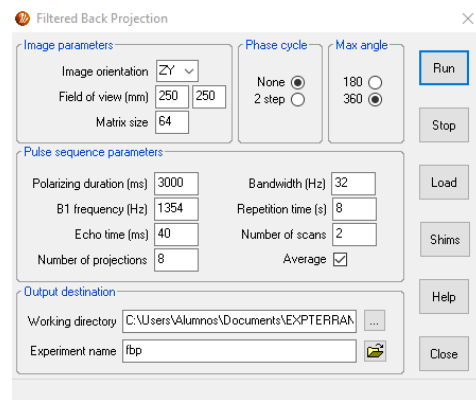 Filtered Back Projection
Image parameters
Image orientation ZY
Field of view (mm) 250 250
Matrix size 64
Phase cycle
None
2 step
Max angle
180
360
Run
Stop
Load
Shims
Help
Close
Pulse sequence parameters
Polarizing duration (ms) 3000
B1 frequency (Hz) 1354
Echo time (ms) 40
Number of projections 8
Bandwidth (Hz) 32
Repetition time (s) 8
Number of scans 2
Average
Output destination
Working directory C:\Users\Alumnos\Documents\EXPTERRAN ...
Experiment name fbp